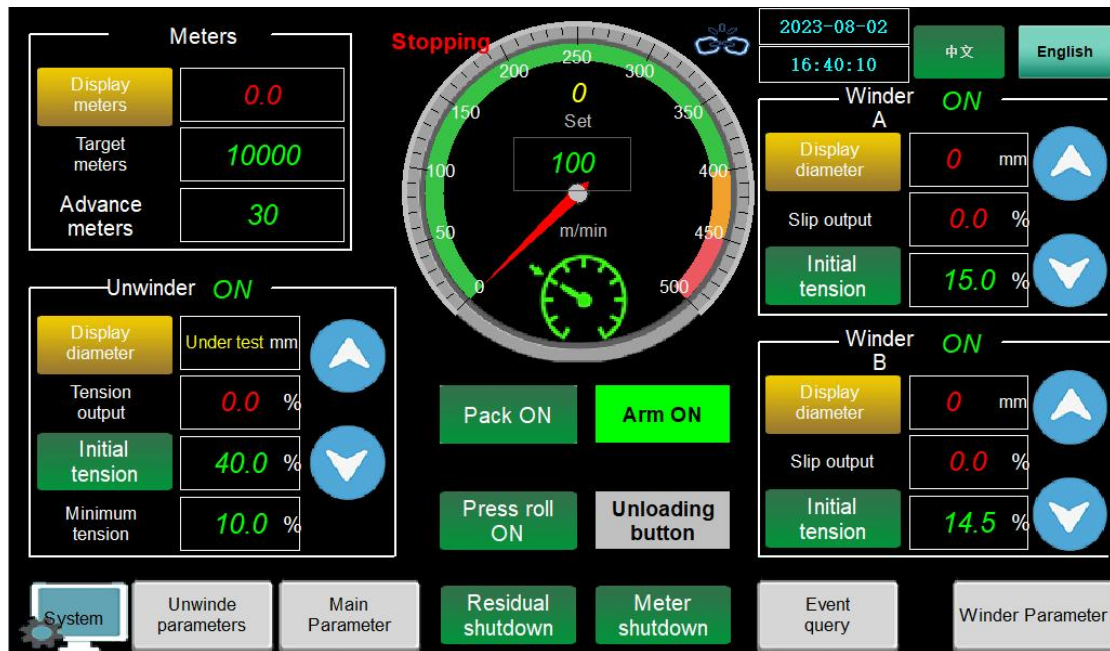 Meters
Display
meters
0.0
Target
meters
10000
Advance
meters
30
Stopping
0
50
100
150
200
250
300
350
400
450
500
0
Set
100
m/min
2023-08-02
16:40:10
中文
English
Unwinder ON
Display
diameter
Under test mm
Tension
output
0.0 %
Initial
tension
40.0 %
Minimum
tension
10.0 %
Pack ON
Arm ON
Press roll
ON
Unloading
button
Residual
shutdown
Meter
shutdown
Winder ON
A
Display
diameter
0 mm
Slip output
0.0 %
Initial
tension
15.0 %
Winder ON
B
Display
diameter
0 mm
Slip output
0.0 %
Initial
tension
14.5 %
System
Unwinde
parameters
Main
Parameter
Event
query
Winder Parameter